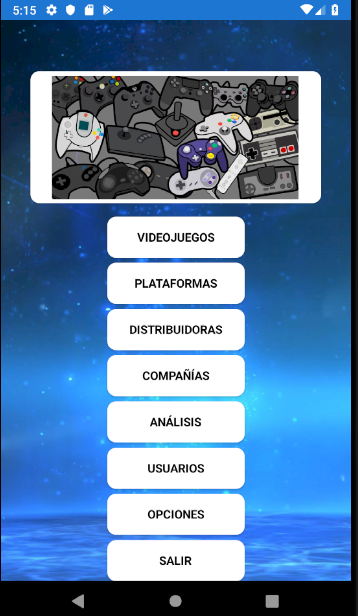 5:15
VIDEOJUEGOS
PLATAFORMAS
DISTRIBUIDORAS
COMPAÑÍAS
ANÁLISIS
USUARIOS
OPCIONES
SALIR